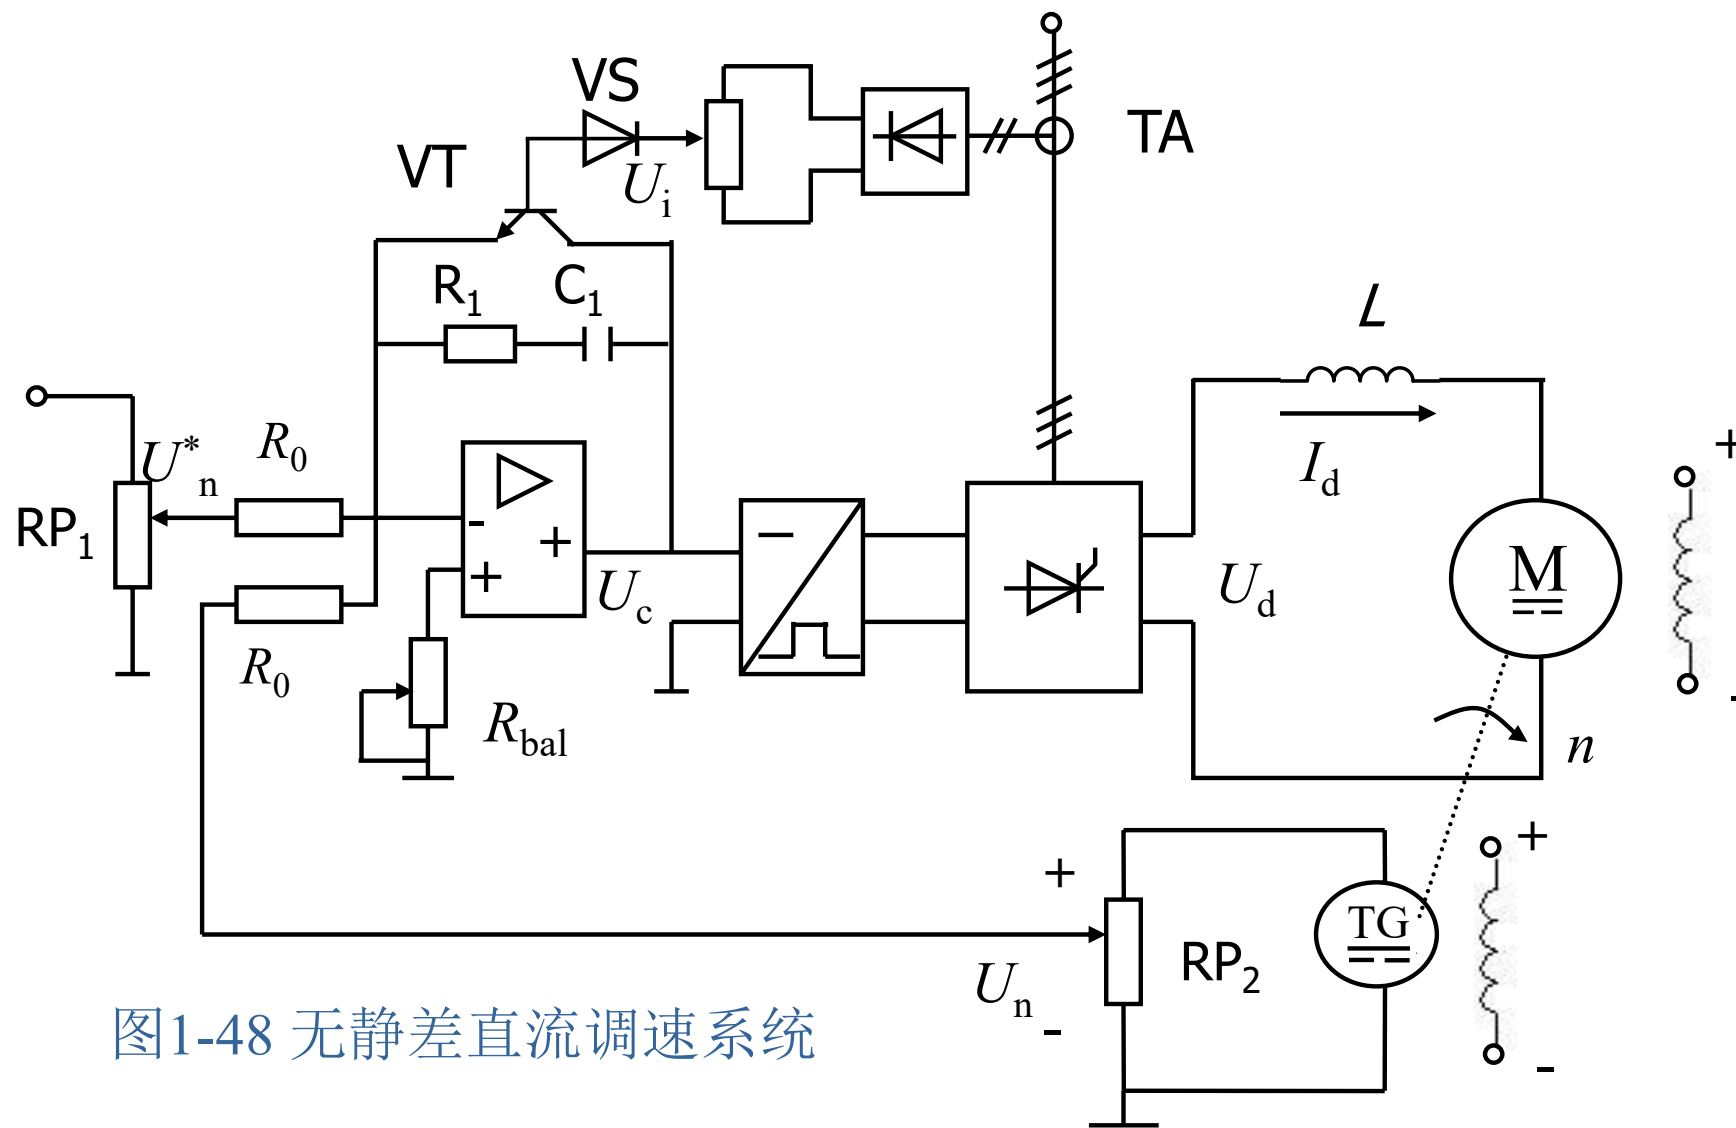 VS
TA
VT
Ui
R1
C1
L
U*n
R0
Id
+
RP1
-
+
+
Uc
Ud
M
R0
Rbal
-
n
+
+
TG
RP2
Un
-
-
图1-48 无静差直流调速系统